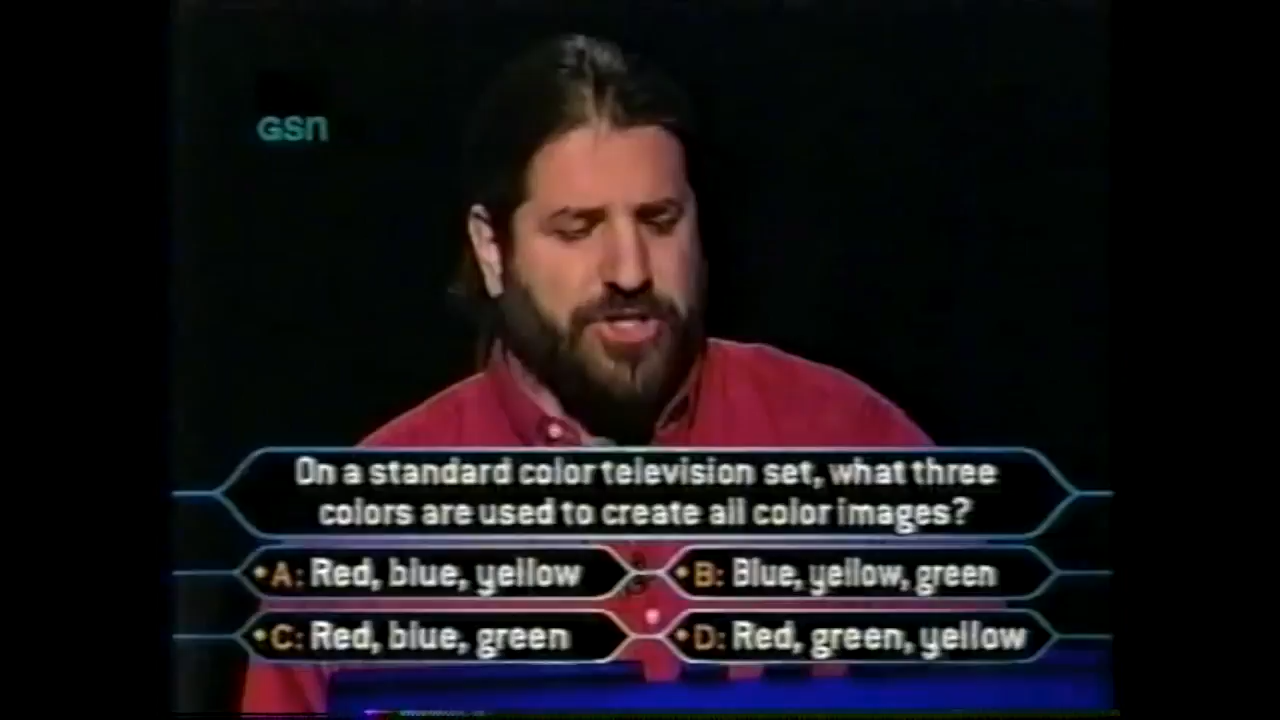 GSN
On a standard color television set, what three
colors are used to create all color images?
A: Red, blue, yellow
B: Blue, yellow, green
C: Red, blue, green
D: Red, green, yellow